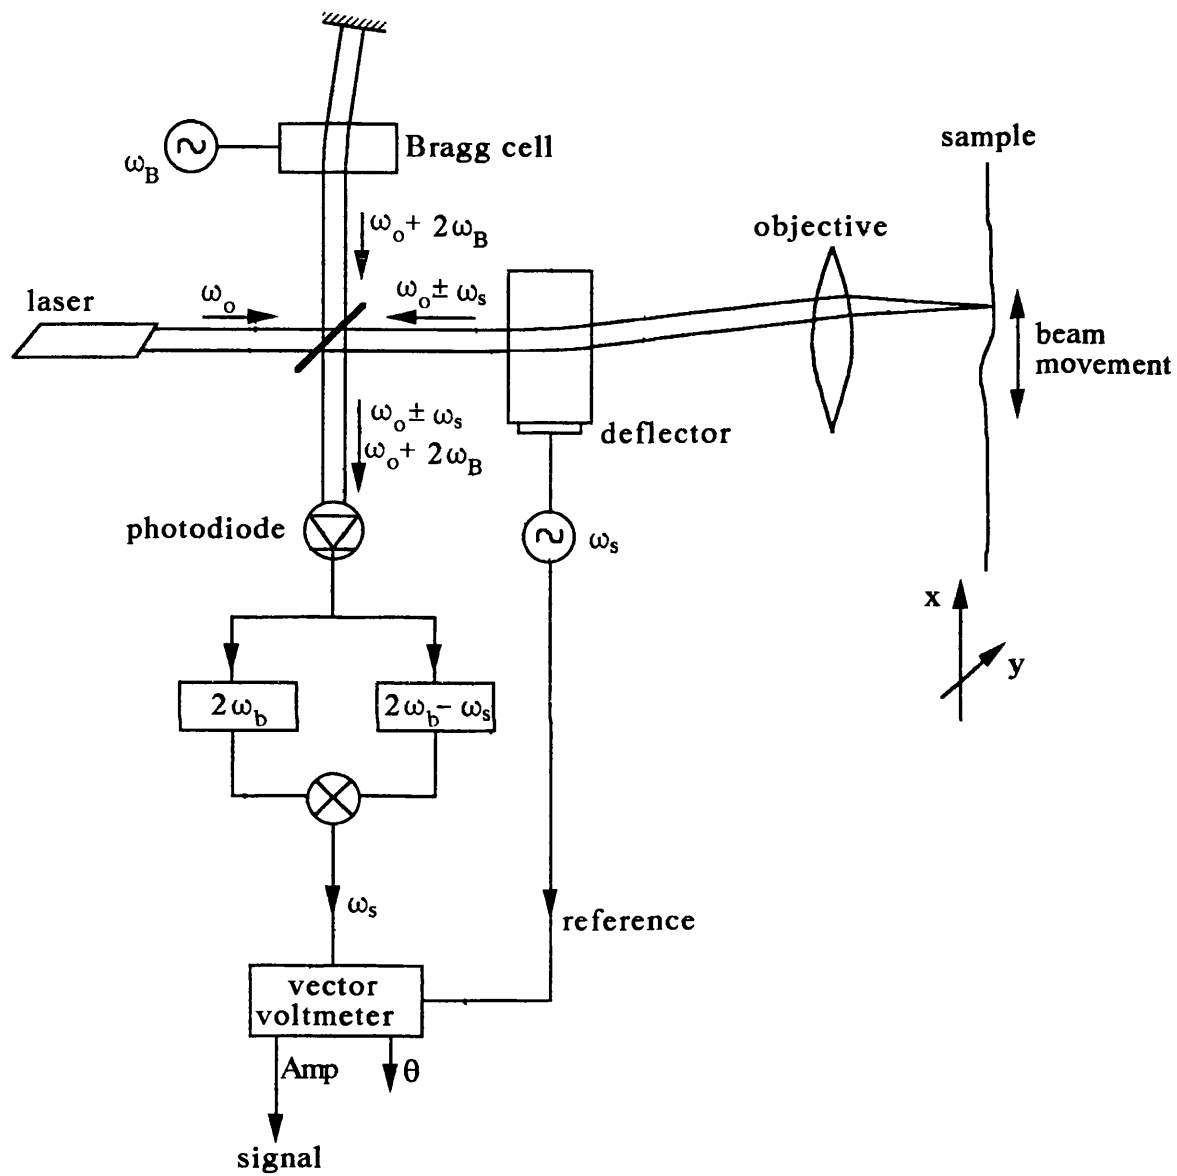 Bragg cell
ω_B
sample
ω_o + 2ω_B
objective
laser
ω_o
ω_o ± ω_s
beam
movement
ω_o ± ω_s
ω_o + 2ω_B
deflector
photodiode
ω_s
x
y
2ω_b
2ω_b - ω_s
ω_s
reference
vector
voltmeter
Amp
θ
signal